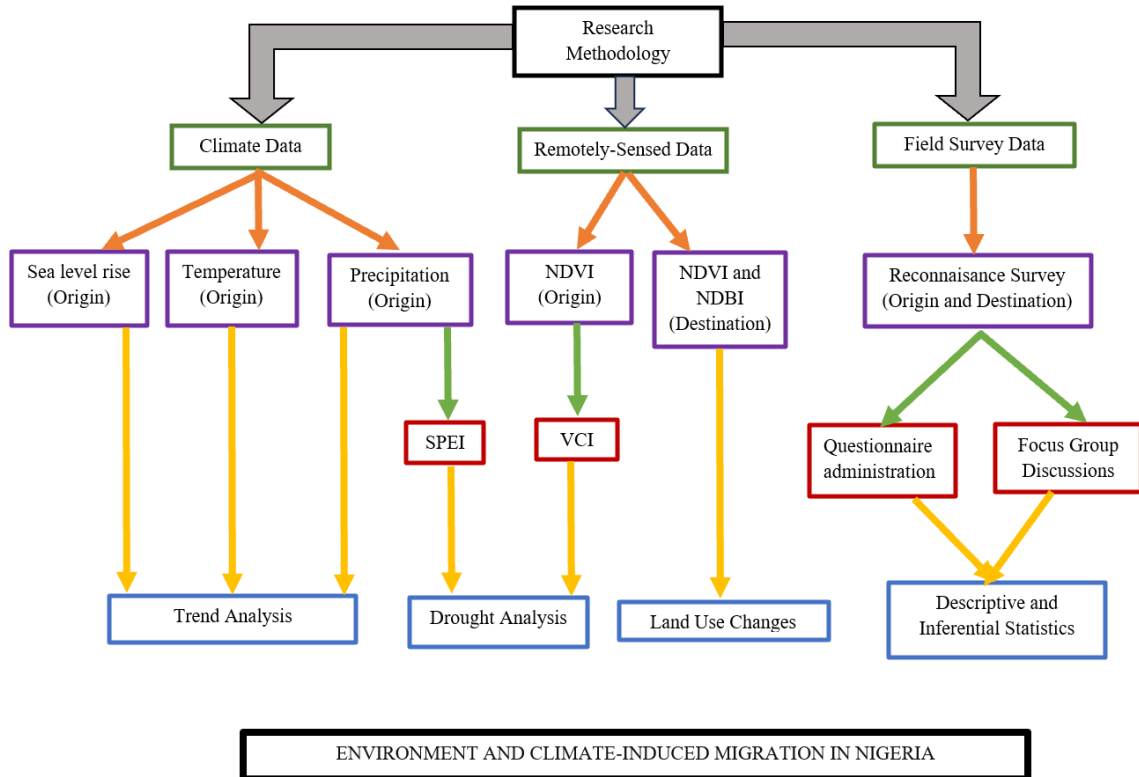 Research
Methodology
Climate Data
Remotely-Sensed Data
Field Survey Data
Sea level rise
(Origin)
Temperature
(Origin)
Precipitation
(Origin)
NDVI
(Origin)
NDVI and
NDBI
(Destination)
Reconnaisance Survey
(Origin and Destination)
SPEI
VCI
Questionnaire
administration
Focus Group
Discussions
Trend Analysis
Drought Analysis
Land Use Changes
Descriptive and
Inferential Statistics
ENVIRONMENT AND CLIMATE-INDUCED MIGRATION IN NIGERIA